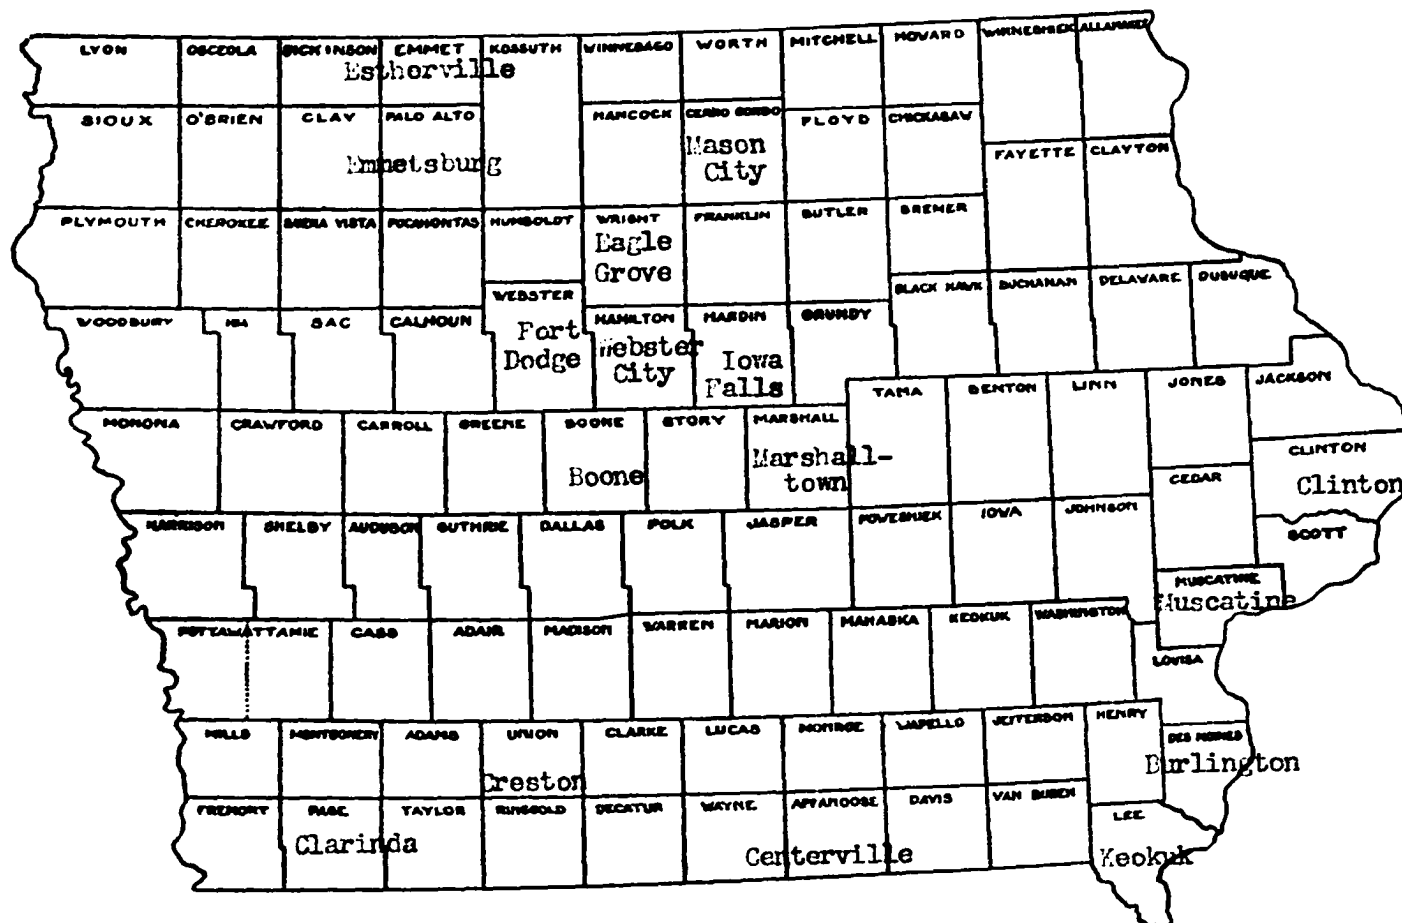 LYON OSCEOLA DICKINSON EMMET KOSSUTH WINNEBAGO WORTH MITCHELL HOWARD WINNESHIEK ALLAMAKEE
Estherville
SIOUX O'BRIEN CLAY PALO ALTO HANCOCK CERRO GORDO FLOYD CHICKASAW
Emmetsburg Mason
City
FAYETTE CLAYTON
PLYMOUTH CHEROKEE BUENA VISTA POCAHONTAS HUMBOLDT WRIGHT FRANKLIN BUTLER BREMER
Eagle
Grove
WEBSTER BLACK HAWK BUCHANAN DELAWARE DUBUQUE
WOODBURY IDA SAC CALHOUN HAMILTON HARDIN GRUNDY
Fort Webster Iowa
Dodge City Falls
TAMA BENTON LINN JONES JACKSON
MONONA CRAWFORD CARROLL GREENE BOONE STORY MARSHALL
CLINTON
Boone Marshall-
town
CEDAR Clinton
HARRISON SHELBY AUDUBON GUTHRIE DALLAS POLK JASPER POWESHIEK IOWA JOHNSON SCOTT
MUSCATINE
Muscatine
POTTAWATTAMIE CASS ADAIR MADISON WARREN MARION MAHASKA KEOKUK WASHINGTON
LOUISA
MILLS MONTGOMERY ADAMS UNION CLARKE LUCAS MONROE WAPELLO JEFFERSON HENRY DES MOINES
Creston Burlington
FREMONT PAGE TAYLOR RINGGOLD DECATUR WAYNE APPANOOSE DAVIS VAN BUREN LEE
Clarinda Centerville Keokuk